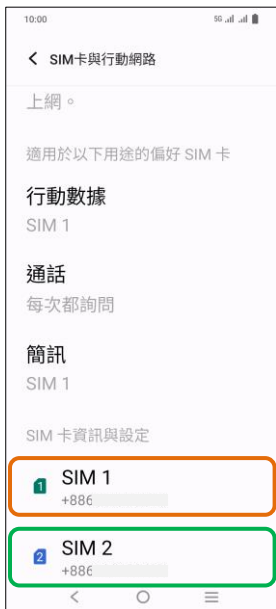 10:00
5G
SIM卡與行動網路
上網。
適用於以下用途的偏好 SIM 卡
行動數據
SIM 1
通話
每次都詢問
簡訊
SIM 1
SIM 卡資訊與設定
1
SIM 1
+886
2
SIM 2
+886